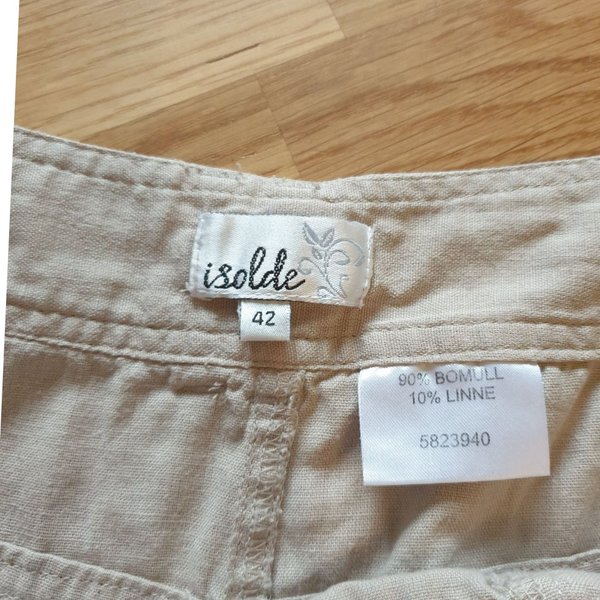 isolde
42
90% BOMULL
10% LINNE
5823940